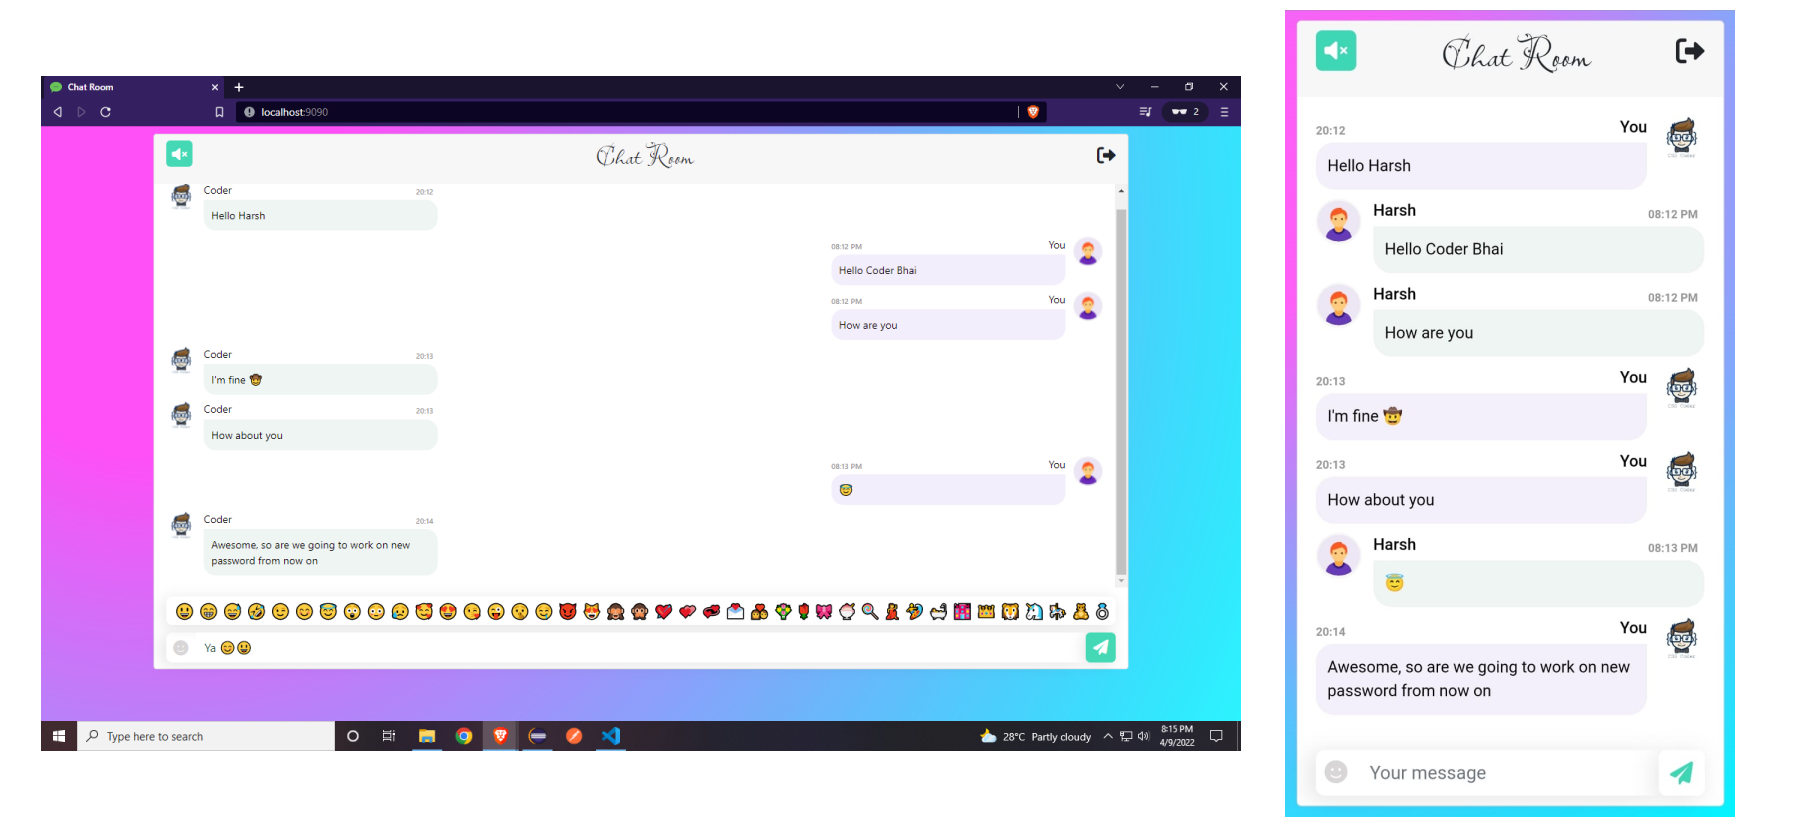 Chat Room
localhost:9090
2
Chat Room
Coder
20:12
Hello Harsh
08:12 PM
You
Hello Coder Bhai
08:12 PM
You
How are you
Coder
20:13
I'm fine 🤠
Coder
20:13
How about you
08:13 PM
You
😇
Coder
20:14
Awesome, so are we going to work on new
password from now on
Ya 😊😃
Type here to search
28°C Partly cloudy
8:15 PM
4/9/2022
Chat Room
20:12
You
Hello Harsh
Harsh
08:12 PM
Hello Coder Bhai
Harsh
08:12 PM
How are you
20:13
You
I'm fine 🤠
20:13
You
How about you
Harsh
08:13 PM
😇
20:14
You
Awesome, so are we going to work on new
password from now on
Your message